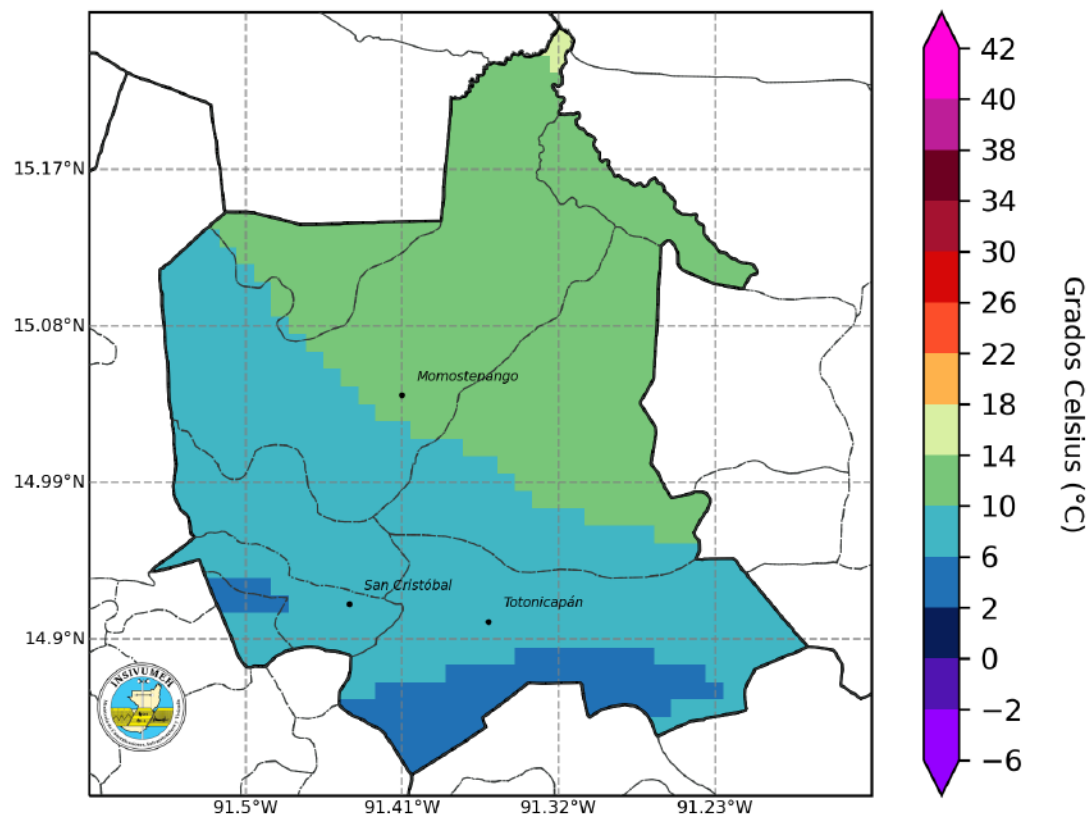 15.17°N
15.08°N
14.99°N
14.9°N
91.5°W
91.41°W
91.32°W
91.23°W
Momostenango
San Cristóbal
Totonicapán
INSIVUMEH
42
40
38
34
30
26
22
18
14
10
6
2
0
−2
−6
Grados Celsius (°C)